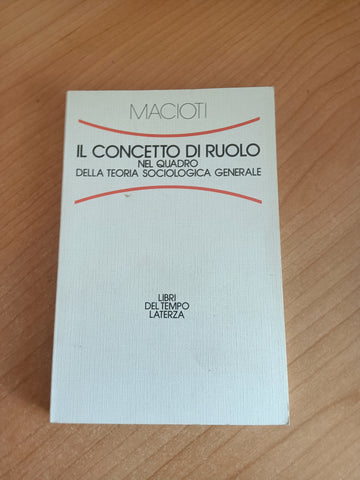 MACIOTI
IL CONCETTO DI RUOLO
NEL QUADRO
DELLA TEORIA SOCIOLOGICA GENERALE
LIBRI
DEL TEMPO
LATERZA